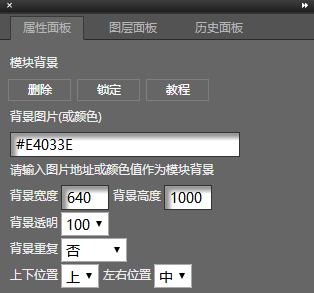 属性面板 图层面板 历史面板
模块背景
删除 锁定 教程
背景图片(或颜色)
#E4033E
请输入图片地址或颜色值作为模块背景
背景宽度 640 背景高度 1000
背景透明 100
背景重复 否
上下位置 上 左右位置 中